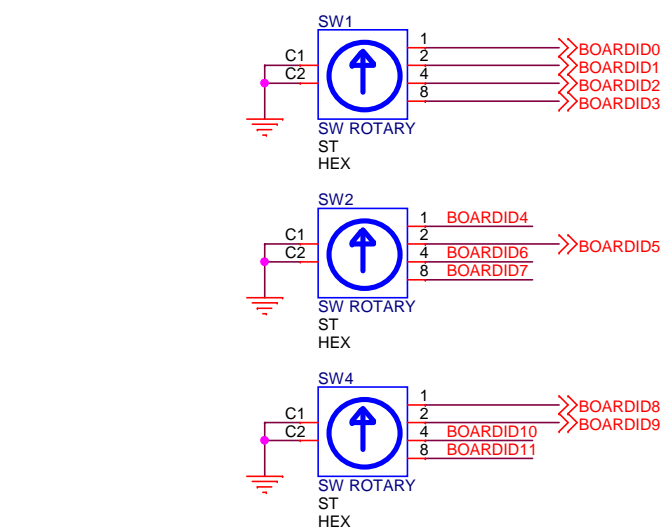 SW1
C1 1 BOARDID0
C2 2 BOARDID1
4 BOARDID2
8 BOARDID3
SW ROTARY
ST
HEX
SW2
1 BOARDID4
C1 2 BOARDID5
C2 4 BOARDID6
8 BOARDID7
SW ROTARY
ST
HEX
SW4
1 BOARDID8
C1 2 BOARDID9
C2 4 BOARDID10
8 BOARDID11
SW ROTARY
ST
HEX